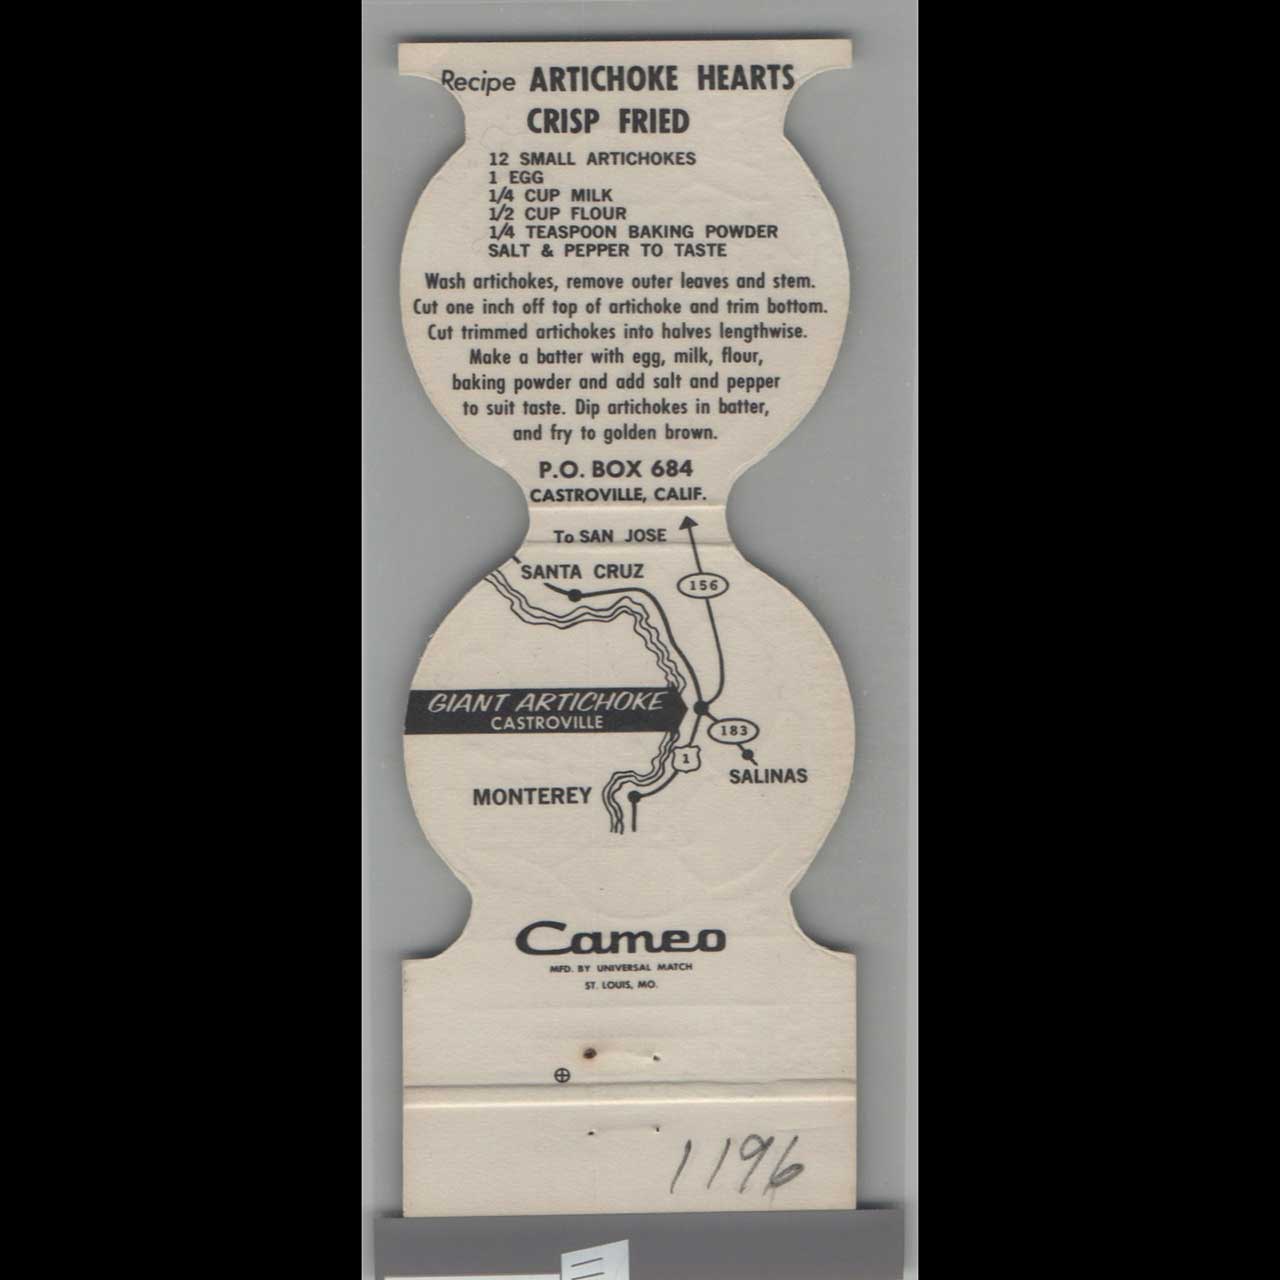 Recipe ARTICHOKE HEARTS
CRISP FRIED
12 SMALL ARTICHOKES
1 EGG
1/4 CUP MILK
1/2 CUP FLOUR
1/4 TEASPOON BAKING POWDER
SALT & PEPPER TO TASTE
Wash artichokes, remove outer leaves and stem.
Cut one inch off top of artichoke and trim bottom.
Cut trimmed artichokes into halves lengthwise.
Make a batter with egg, milk, flour,
baking powder and add salt and pepper
to suit taste. Dip artichokes in batter,
and fry to golden brown.
P.O. BOX 684
CASTROVILLE, CALIF.
To SAN JOSE
SANTA CRUZ
156
GIANT ARTICHOKE
CASTROVILLE
183
1
SALINAS
MONTEREY
Cameo
MFD. BY UNIVERSAL MATCH
ST. LOUIS, MO.
1196